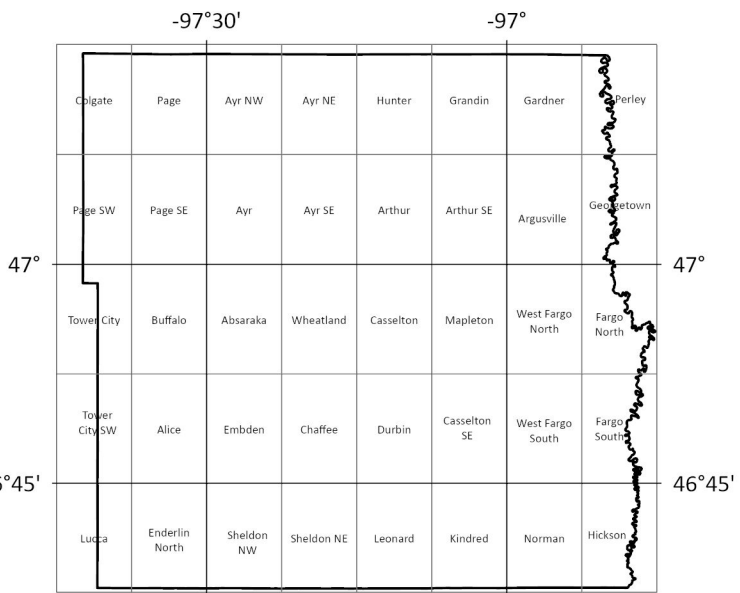 -97°30' -97°
Colgate Page Ayr NW Ayr NE Hunter Grandin Gardner Perley
Page SW Page SE Ayr Ayr SE Arthur Arthur SE Argusville Georgetown
47° 47°
Tower City Buffalo Absaraka Wheatland Casselton Mapleton West Fargo North Fargo North
Tower City SW Alice Embden Chaffee Durbin Casselton SE West Fargo South Fargo South
5°45' 46°45'
Lucca Enderlin North Sheldon NW Sheldon NE Leonard Kindred Norman Hickson